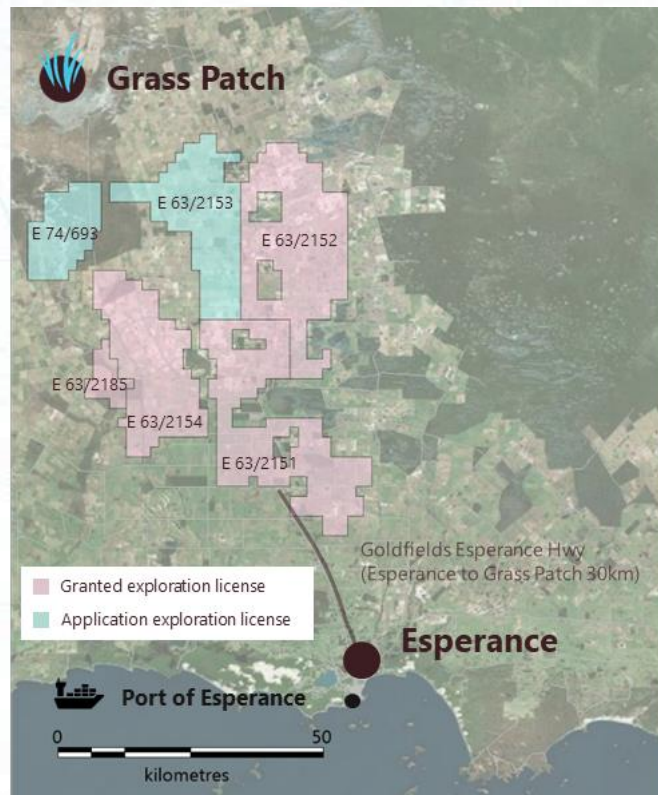 Grass Patch
E 63/2153
E 74/693
E 63/2152
E 63/2185
E 63/2154
E 63/2151
Goldfields Esperance Hwy
(Esperance to Grass Patch 30km)
Granted exploration license
Application exploration license
Esperance
Port of Esperance
0
50
kilometres